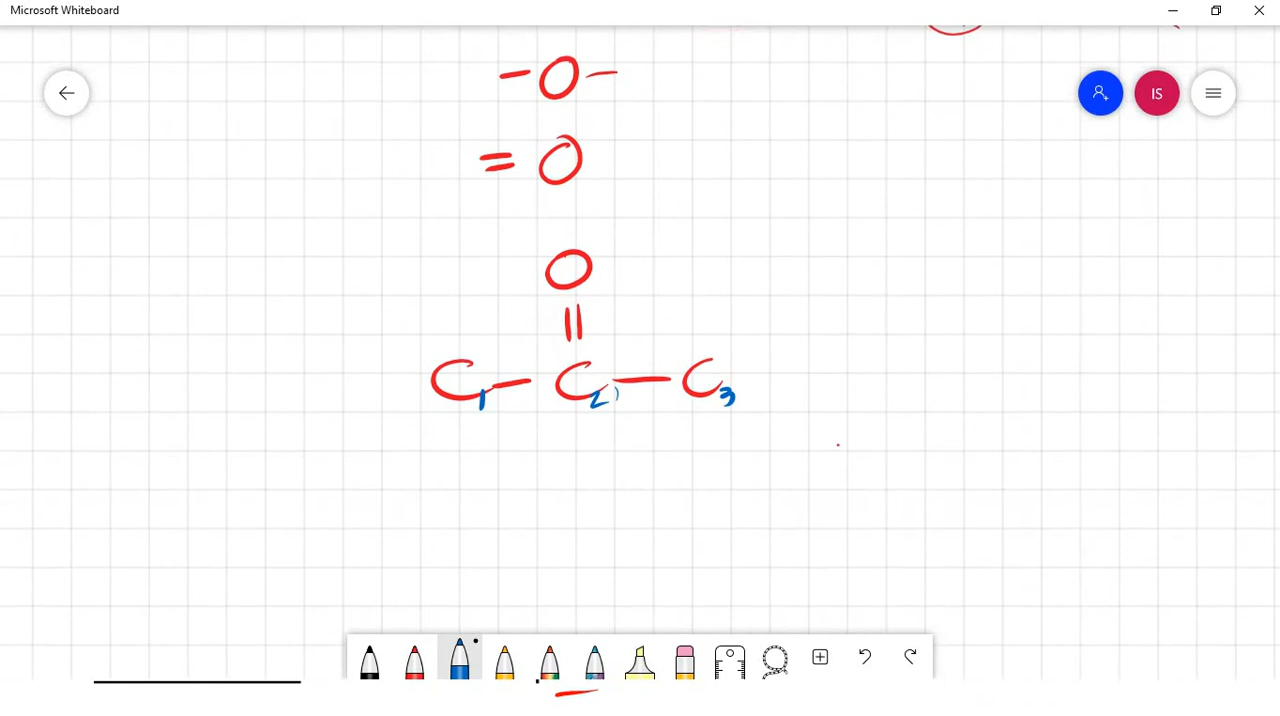 Microsoft Whiteboard
IS
-O-
=O
O
||
C1-C2-C3